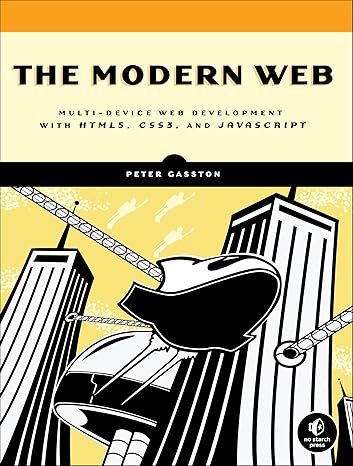 THE MODERN WEB
MULTI-DEVICE WEB DEVELOPMENT
WITH HTML5, CSS3, AND JAVASCRIPT
PETER GASSTON
no starch
press